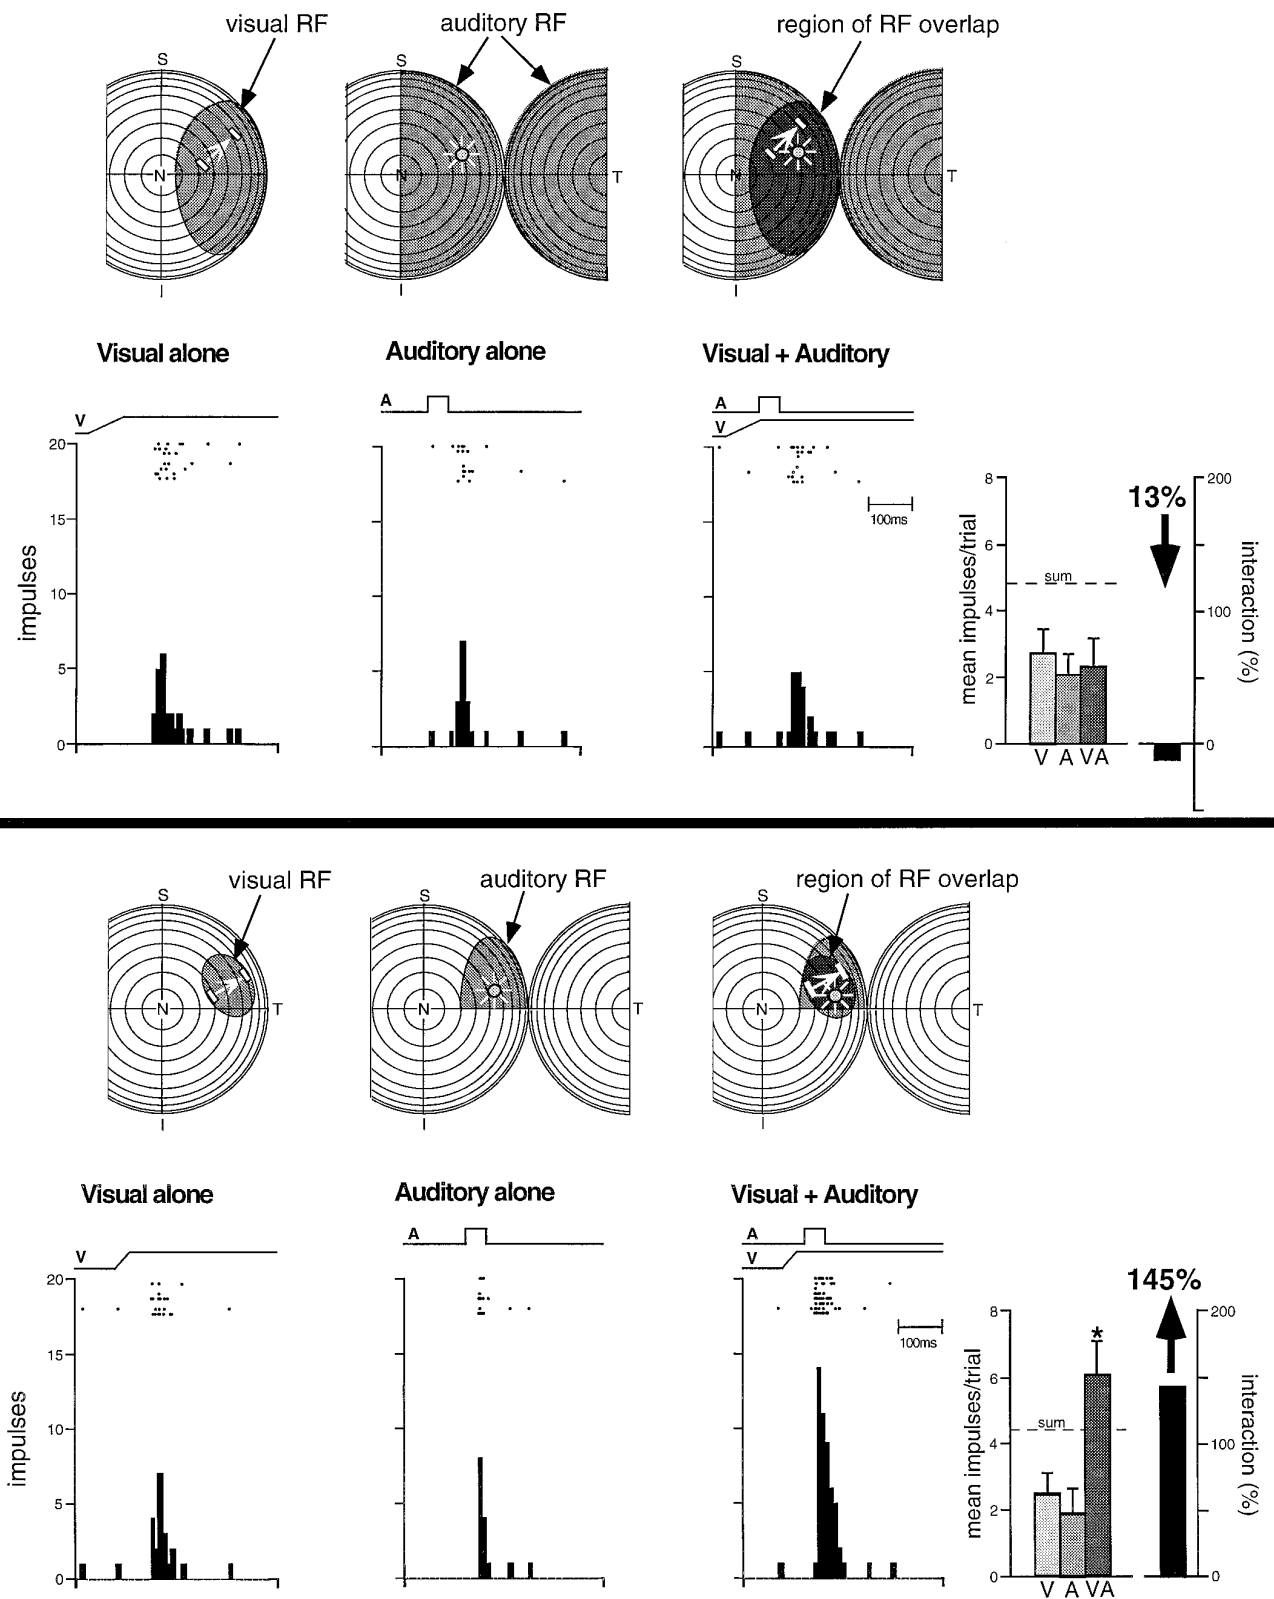 visual RF
auditory RF
region of RF overlap
S
S
S
N
N
T
N
T
I
I
I
Visual alone
Auditory alone
Visual + Auditory
V
A
A
V
20
15
10
5
0
impulses
100ms
8
6
4
2
0
mean impulses/trial
sum
V A VA
13%
200
100
0
interaction (%)
visual RF
auditory RF
region of RF overlap
S
S
S
N
T
N
T
N
T
I
I
I
Visual alone
Auditory alone
Visual + Auditory
V
A
A
V
20
15
10
5
0
impulses
100ms
8
6
4
2
0
mean impulses/trial
sum
*
V A VA
145%
200
100
0
interaction (%)